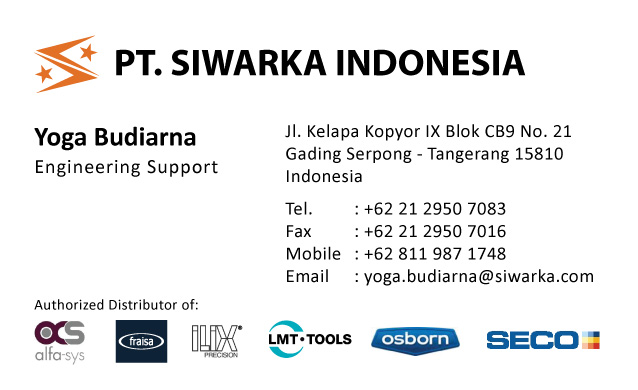 PT. SIWARKA INDONESIA
Yoga Budiarna
Engineering Support
Jl. Kelapa Kopyor IX Blok CB9 No. 21
Gading Serpong - Tangerang 15810
Indonesia
Tel. : +62 21 2950 7083
Fax : +62 21 2950 7016
Mobile : +62 811 987 1748
Email : yoga.budiarna@siwarka.com
Authorized Distributor of:
acs alfa-sys
fraisa
ilix PRECISION
LMT•TOOLS
osborn
SECO